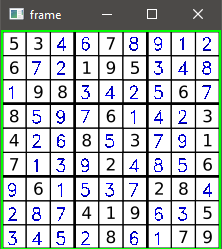 frame
5 3 4 6 7 8 9 1 2
6 7 2 1 9 5 3 4 8
1 9 8 3 4 2 5 6 7
8 5 9 7 6 1 4 2 3
4 2 6 8 5 3 7 9 1
7 1 3 9 2 4 8 5 6
9 6 1 5 3 7 2 8 4
2 8 7 4 1 9 6 3 5
3 4 5 2 8 6 1 7 9